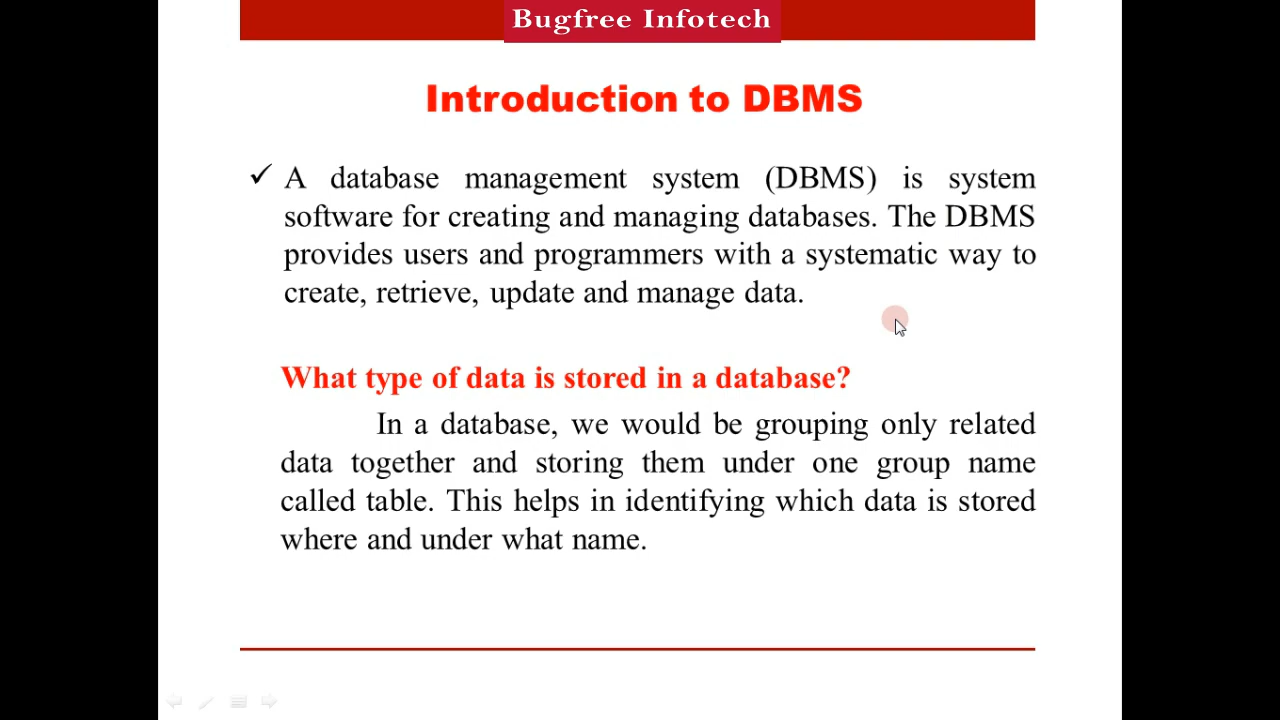 Bugfree Infotech
Introduction to DBMS
✓ A database management system (DBMS) is system
software for creating and managing databases. The DBMS
provides users and programmers with a systematic way to
create, retrieve, update and manage data.
What type of data is stored in a database?
In a database, we would be grouping only related
data together and storing them under one group name
called table. This helps in identifying which data is stored
where and under what name.